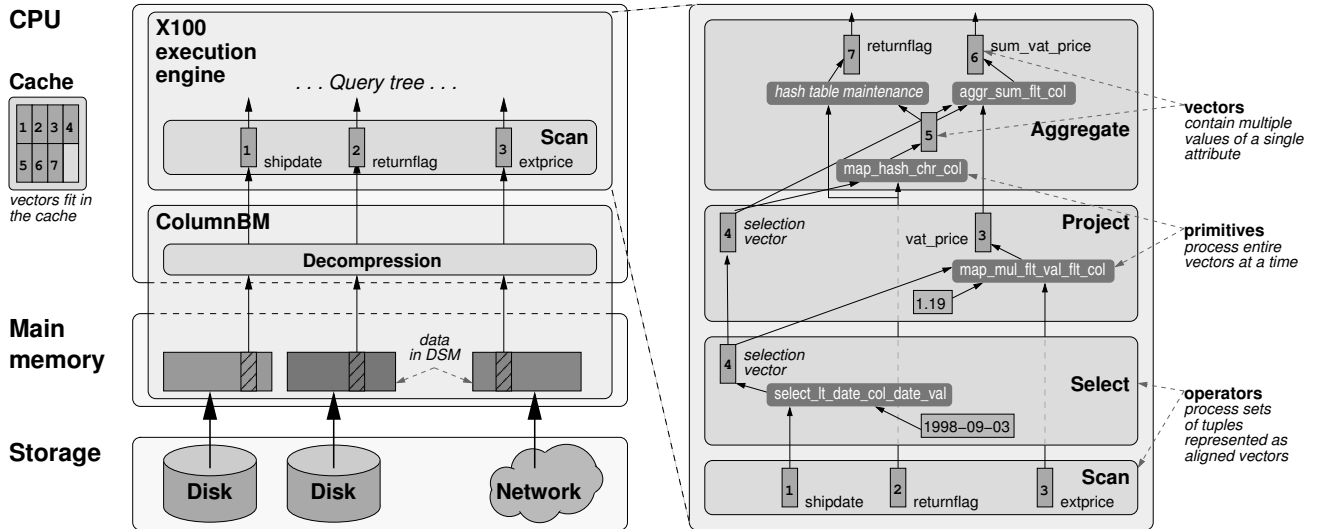 CPU
Cache
1 2 3 4
5 6 7
vectors fit in
the cache
X100
execution
engine
. . . Query tree . . .
Scan
1 shipdate
2 returnflag
3 extprice
ColumnBM
Decompression
Main
memory
data
in DSM
Storage
Disk
Disk
Network
7 returnflag
6 sum_vat_price
hash table maintenance
aggr_sum_flt_col
5
Aggregate
map_hash_chr_col
4 selection
vector
Project
vat_price 3
map_mul_flt_val_flt_col
1.19
4 selection
vector
Select
select_lt_date_col_date_val
1998-09-03
Scan
1 shipdate
2 returnflag
3 extprice
vectors
contain multiple
values of a single
attribute
primitives
process entire
vectors at a time
operators
process sets
of tuples
represented as
aligned vectors